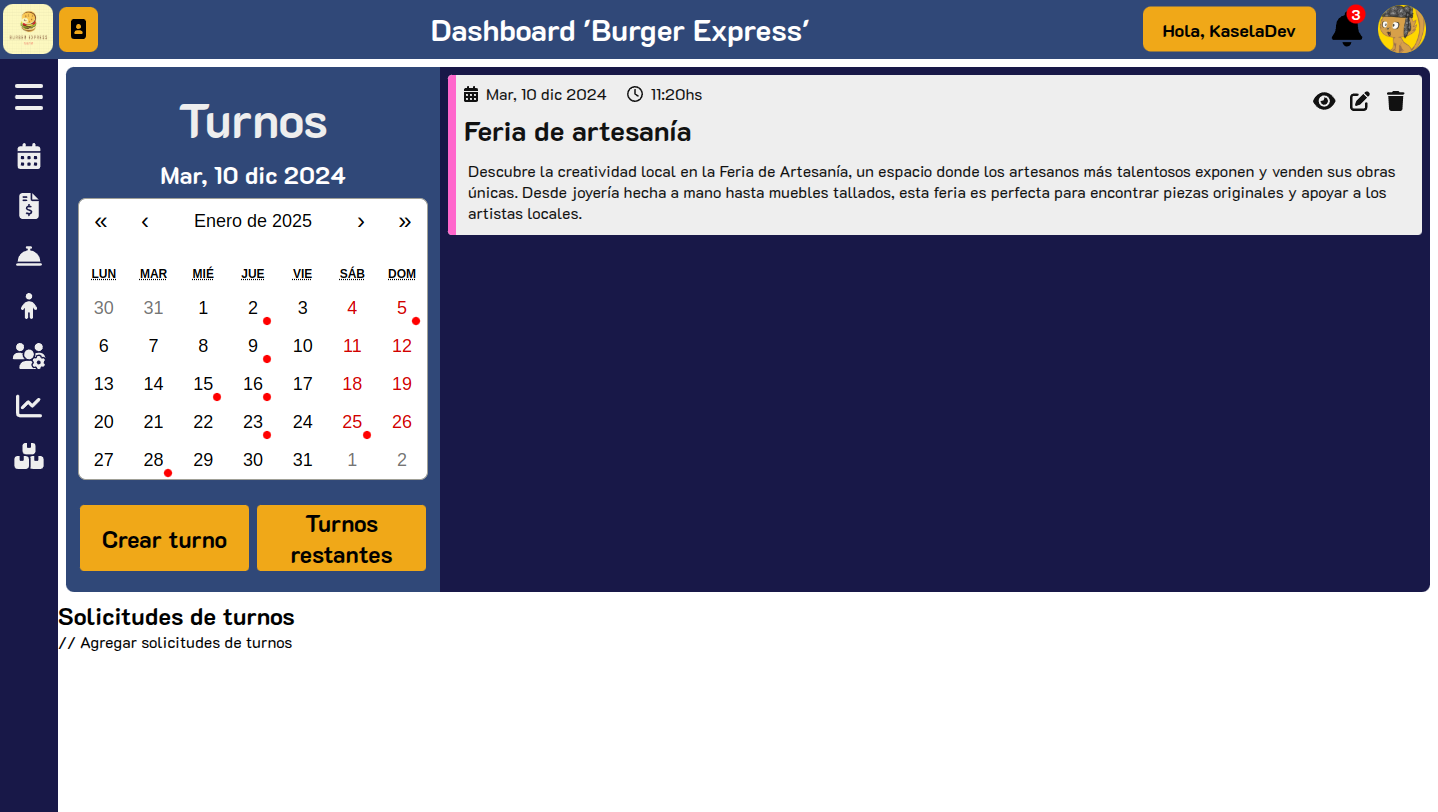 Dashboard 'Burger Express'
Hola, KaselaDev
3
Turnos
Mar, 10 dic 2024
« ‹ Enero de 2025 › »
LUN MAR MIÉ JUE VIE SÁB DOM
30 31 1 2 3 4 5
6 7 8 9 10 11 12
13 14 15 16 17 18 19
20 21 22 23 24 25 26
27 28 29 30 31 1 2
Crear turno
Turnos
restantes
Mar, 10 dic 2024 11:20hs
Feria de artesanía
Descubre la creatividad local en la Feria de Artesanía, un espacio donde los artesanos más talentosos exponen y venden sus obras
únicas. Desde joyería hecha a mano hasta muebles tallados, esta feria es perfecta para encontrar piezas originales y apoyar a los
artistas locales.
Solicitudes de turnos
// Agregar solicitudes de turnos